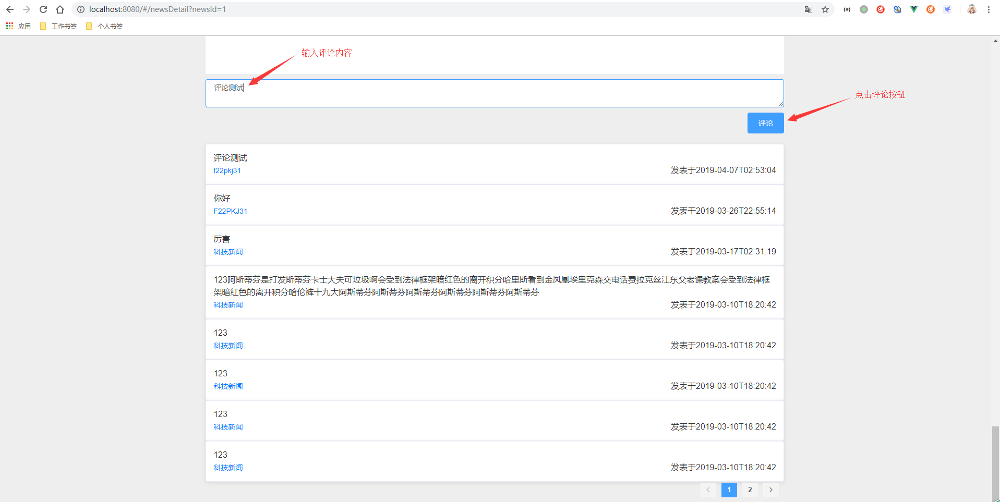 localhost:8080/#/newsDetail?newsId=1
应用 工作书签 个人书签
输入评论内容
评论测试
点击评论按钮
评论
评论测试
f22pkj31 发表于2019-04-07T02:53:04
你好
F22PKJ31 发表于2019-03-26T22:55:14
厉害
科技新闻 发表于2019-03-17T02:31:19
123阿斯蒂芬是打发斯蒂芬卡士大夫可垃圾啊会受到法律框架暗红色的离开积分哈里斯看到金凤凰埃里克森交电话费拉克丝江东父老课教案会受到法律框
架暗红色的离开积分哈伦裤十九大阿斯蒂芬阿斯蒂芬阿斯蒂芬阿斯蒂芬阿斯蒂芬阿斯蒂芬
科技新闻 发表于2019-03-10T18:20:42
123
科技新闻 发表于2019-03-10T18:20:42
123
科技新闻 发表于2019-03-10T18:20:42
123
科技新闻 发表于2019-03-10T18:20:42
123
科技新闻 发表于2019-03-10T18:20:42
1 2